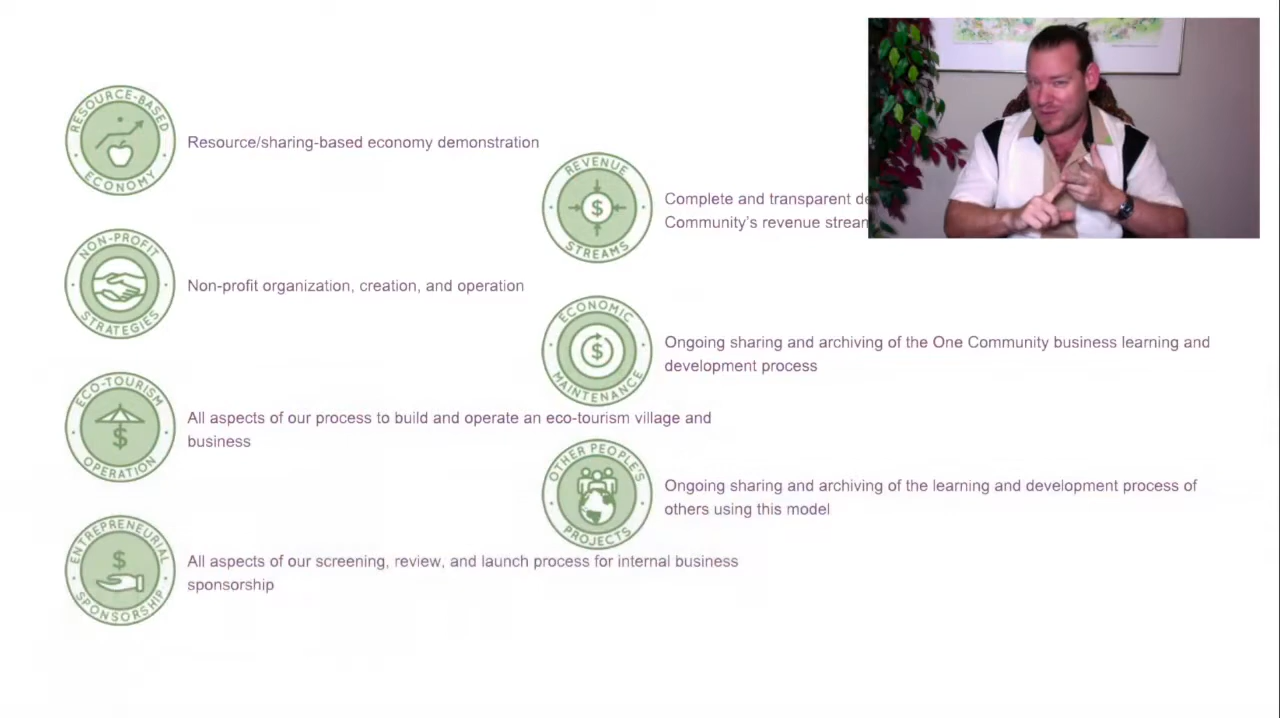 RESOURCE-BASED
ECONOMY
Resource/sharing-based economy demonstration
NON-PROFIT
STRATEGIES
Non-profit organization, creation, and operation
ECO-TOURISM
OPERATION
All aspects of our process to build and operate an eco-tourism village and
business
ENTREPRENEURIAL
SPONSORSHIP
All aspects of our screening, review, and launch process for internal business
sponsorship
REVENUE
STREAMS
Complete and transparent
Community's revenue
ECONOMIC
MAINTENANCE
Ongoing sharing and archiving of the One Community business learning and
development process
OTHER PEOPLE'S
PROJECTS
Ongoing sharing and archiving of the learning and development process of
others using this model